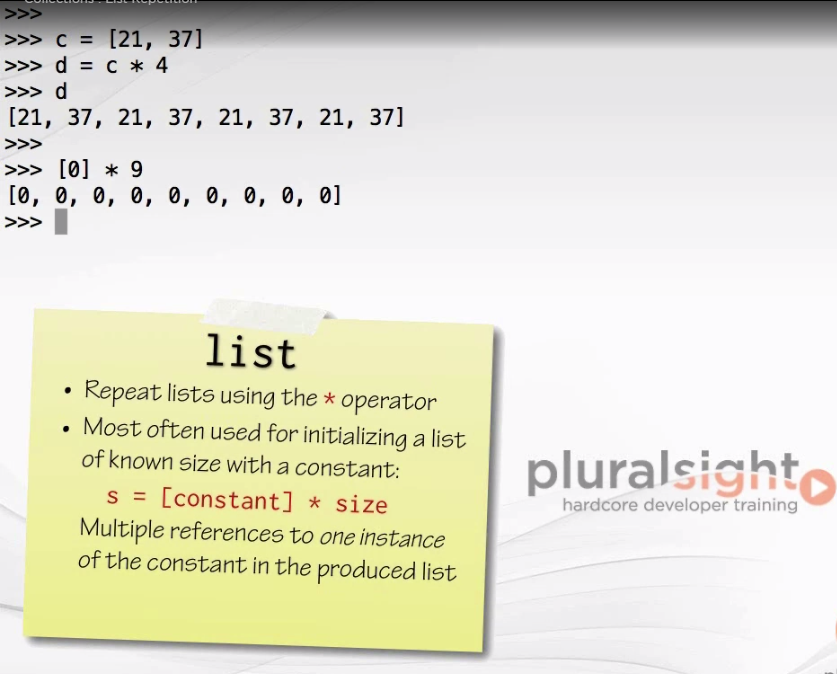 Collections : List Repetition
>>>
>>> c = [21, 37]
>>> d = c * 4
>>> d
[21, 37, 21, 37, 21, 37, 21, 37]
>>>
>>> [0] * 9
[0, 0, 0, 0, 0, 0, 0, 0, 0]
>>>
list
• Repeat lists using the * operator
• Most often used for initializing a list
of known size with a constant:
s = [constant] * size
Multiple references to one instance
of the constant in the produced list
pluralsight
hardcore developer training